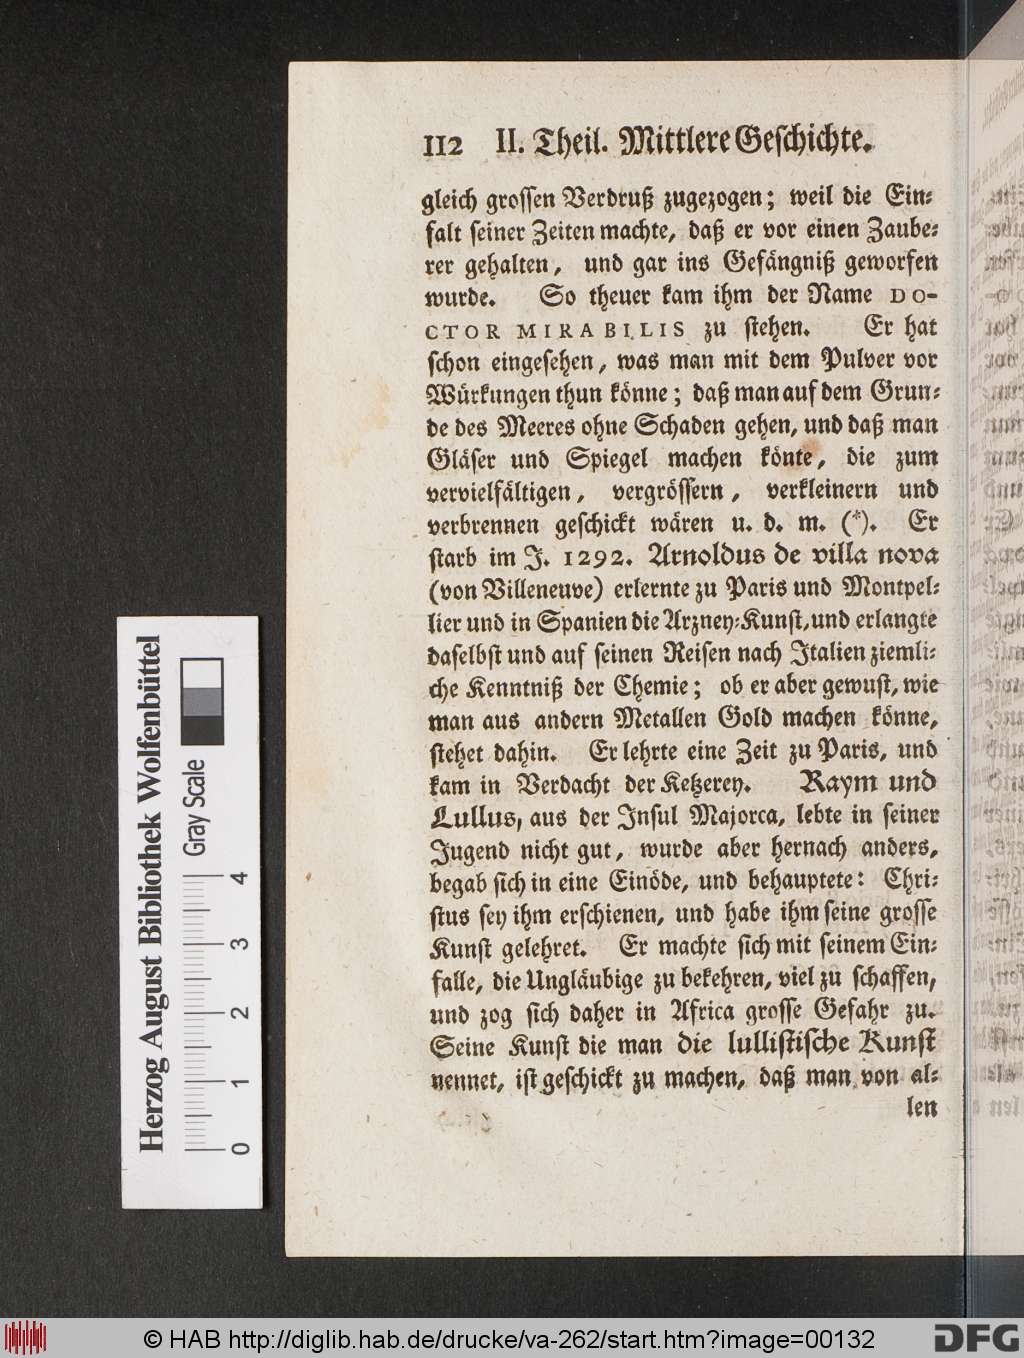 112 II. Theil. Mittlere Geschichte.
gleich grossen Verdruß zugezogen; weil die Ein⸗
falt seiner Zeiten machte, daß er vor einen Zaube⸗
rer gehalten, und gar ins Gefängniß geworfen
wurde. So theuer kam ihm der Name DO-
CTOR MIRABILIS zu stehen. Er hat
schon eingesehen, was man mit dem Pulver vor
Würkungen thun könne; daß man auf dem Grun⸗
de des Meeres ohne Schaden gehen, und daß man
Gläser und Spiegel machen könte, die zum
vervielfältigen, vergrössern, verkleinern und
verbrennen geschickt wären u. d. m. (*). Er
starb im J. 1292. Arnoldus de villa nova
(von Villeneuve) erlernte zu Paris und Montpel⸗
lier und in Spanien die Arzney⸗Kunst, und erlangte
daselbst und auf seinen Reisen nach Italien ziemli⸗
che Kenntniß der Chemie; ob er aber gewust, wie
man aus andern Metallen Gold machen könne,
stehet dahin. Er lehrte eine Zeit zu Paris, und
kam in Verdacht der Ketzerey. Raymund
Lullus, aus der Insul Majorca, lebte in seiner
Jugend nicht gut, wurde aber hernach anders,
begab sich in eine Einöde, und behauptete: Chri⸗
stus sey ihm erschienen, und habe ihm seine grosse
Kunst gelehret. Er machte sich mit seinem Ein⸗
falle, die Ungläubige zu bekehren, viel zu schaffen,
und zog sich daher in Africa grosse Gefahr zu.
Seine Kunst die man die lullistische Kunst
nennet, ist geschickt zu machen, daß man von al⸗
len
Herzog August Bibliothek Wolfenbüttel
Gray Scale
0 1 2 3 4
© HAB http://diglib.hab.de/drucke/va-262/start.htm?image=00132
DFG